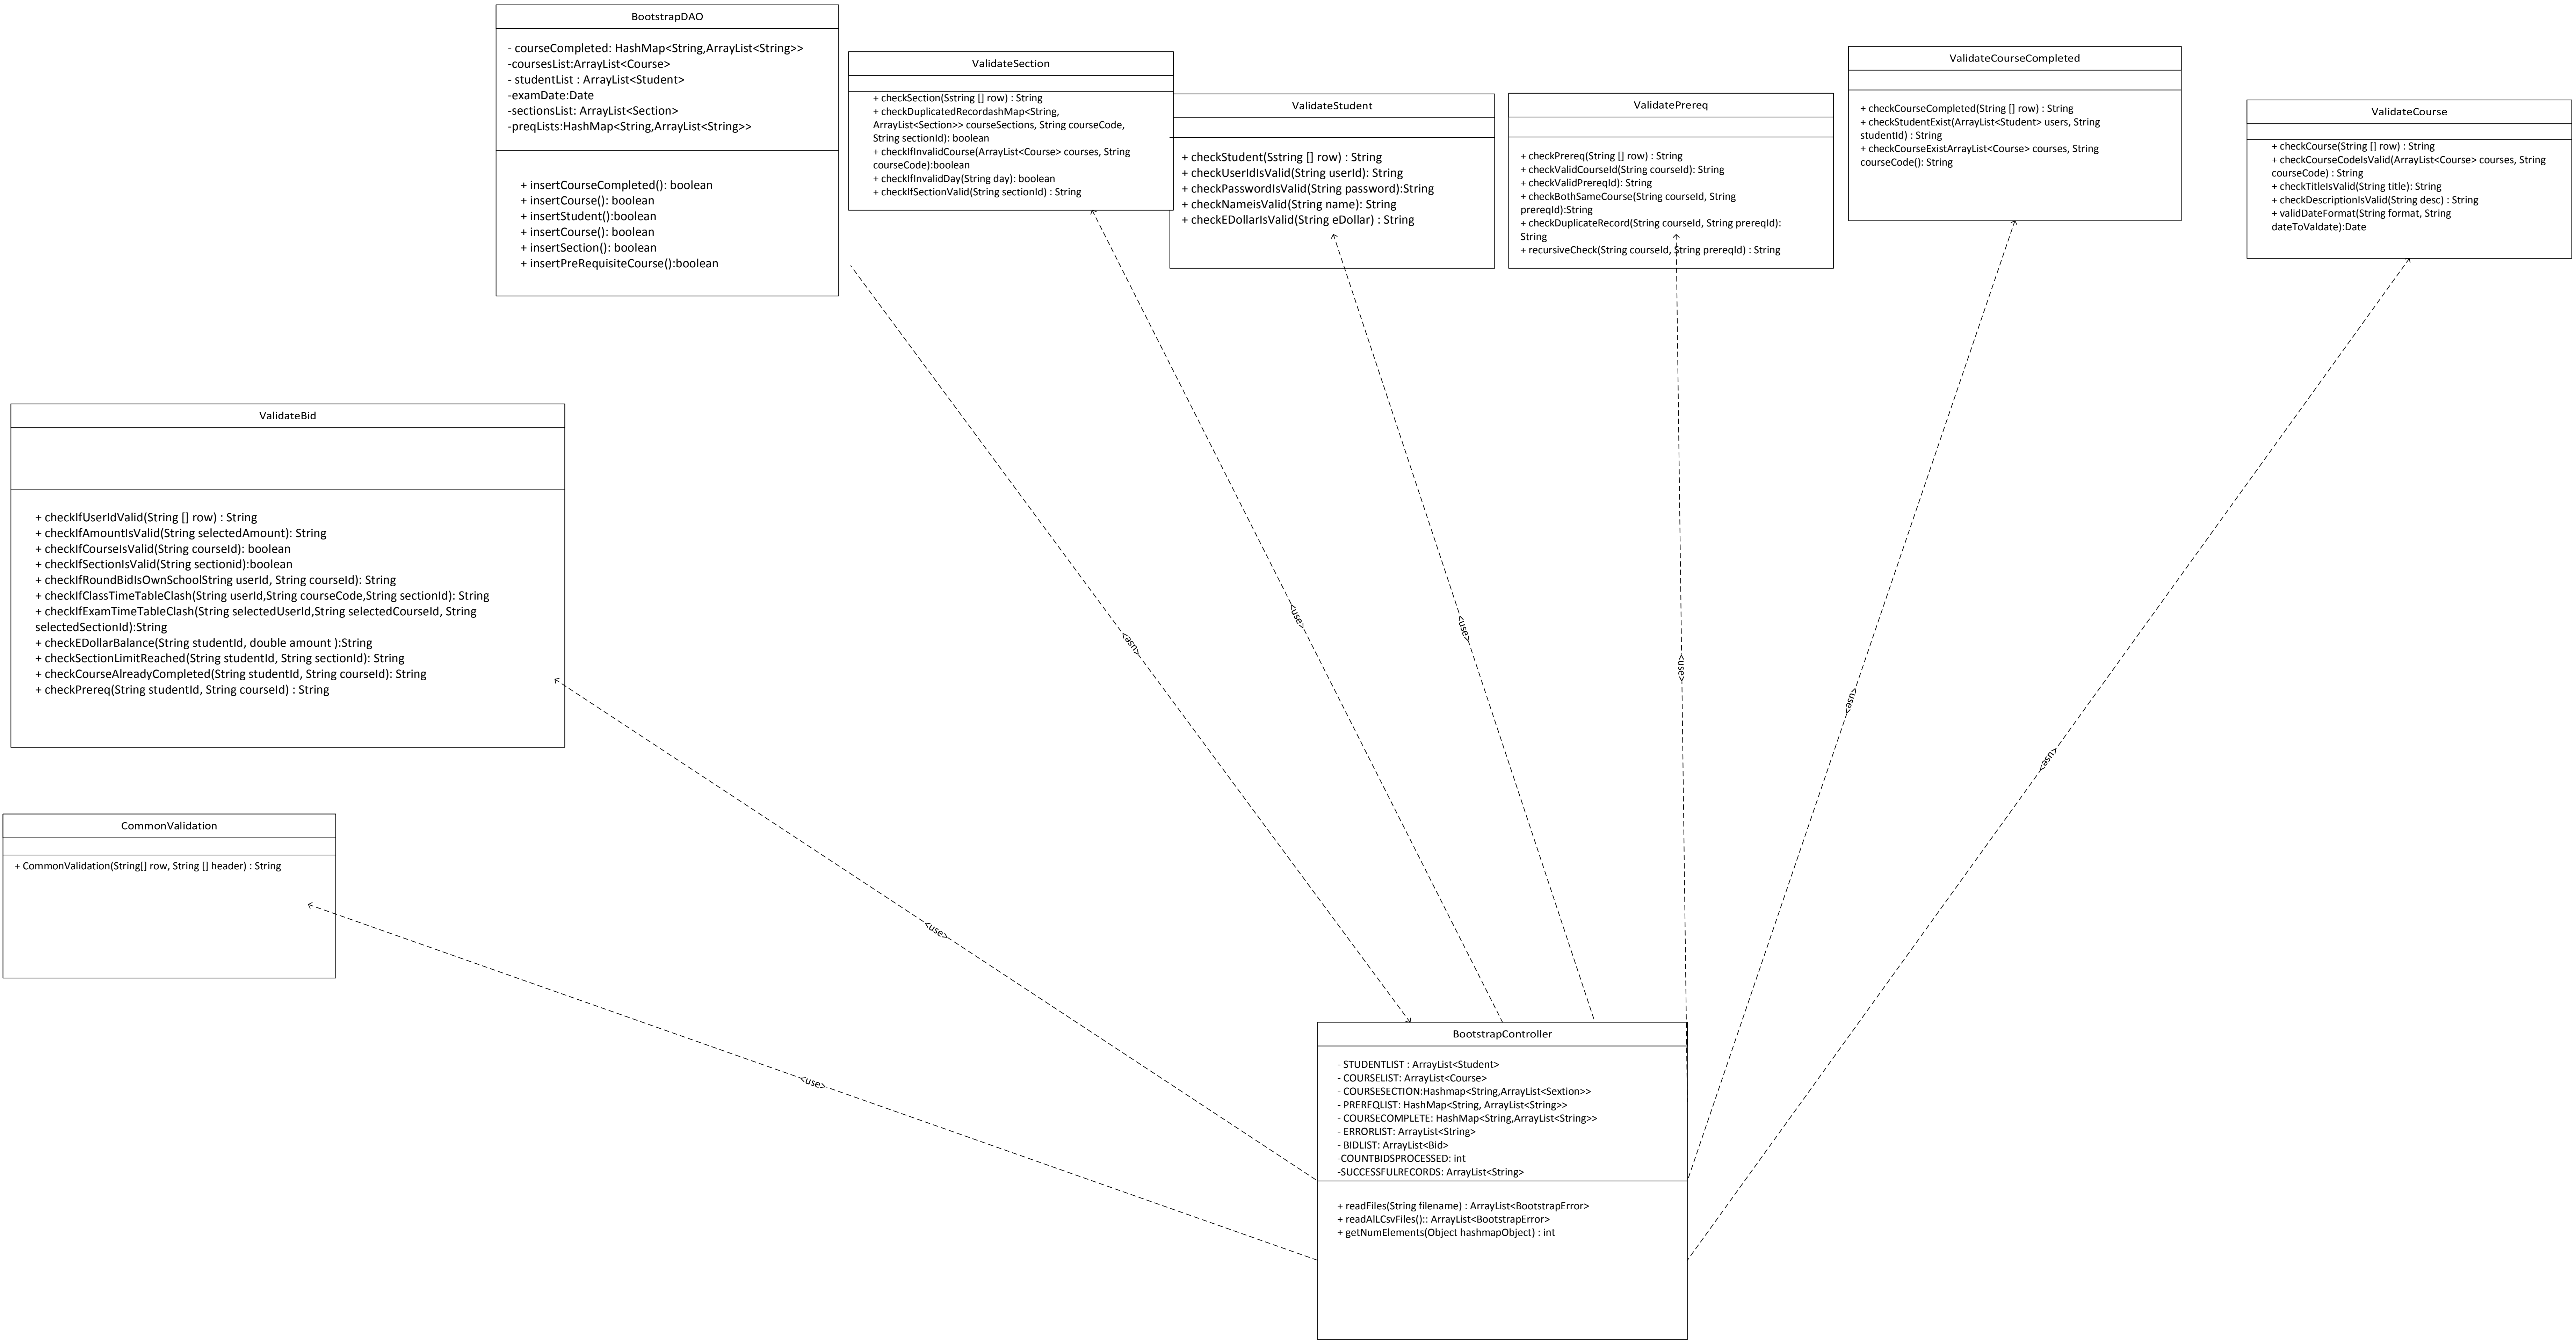 BootstrapDAO
- courseCompleted: HashMap<String,ArrayList<String>>
-coursesList:ArrayList<Course>
- studentList : ArrayList<Student>
-examDate:Date
-sectionsList: ArrayList<Section>
-preqLists:HashMap<String,ArrayList<String>>
+ insertCourseCompleted(): boolean
+ insertCourse(): boolean
+ insertStudent():boolean
+ insertCourse(): boolean
+ insertSection(): boolean
+ insertPreRequisiteCourse():boolean
ValidateSection
+ checkSection(Sstring [] row) : String
+ checkDuplicatedRecordashMap<String,
ArrayList<Section>> courseSections, String courseCode,
String sectionId): boolean
+ checkIfInvalidCourse(ArrayList<Course> courses, String
courseCode):boolean
+ checkIfInvalidDay(String day): boolean
+ checkIfSectionValid(String sectionId) : String
ValidateStudent
+ checkStudent(Sstring [] row) : String
+ checkUserIdIsValid(String userId): String
+ checkPasswordIsValid(String password):String
+ checkNameisValid(String name): String
+ checkEDollarIsValid(String eDollar) : String
ValidatePrereq
+ checkPrereq(String [] row) : String
+ checkValidCourseId(String courseId): String
+ checkValidPrereqId): String
+ checkBothSameCourse(String courseId, String
prereqId):String
+ checkDuplicateRecord(String courseId, String prereqId):
String
+ recursiveCheck(String courseId, String prereqId) : String
ValidateCourseCompleted
+ checkCourseCompleted(String [] row) : String
+ checkStudentExist(ArrayList<Student> users, String
studentId) : String
+ checkCourseExistArrayList<Course> courses, String
courseCode(): String
ValidateCourse
+ checkCourse(String [] row) : String
+ checkCourseCodeIsValid(ArrayList<Course> courses, String
courseCode) : String
+ checkTitleIsValid(String title): String
+ checkDescriptionIsValid(String desc) : String
+ validDateFormat(String format, String
dateToValdate):Date
ValidateBid
+ checkIfUserIdValid(String [] row) : String
+ checkIfAmountIsValid(String selectedAmount): String
+ checkIfCourseIsValid(String courseId): boolean
+ checkIfSectionIsValid(String sectionid):boolean
+ checkIfRoundBidIsOwnSchoolString userId, String courseId): String
+ checkIfClassTimeTableClash(String userId,String courseCode,String sectionId): String
+ checkIfExamTimeTableClash(String selectedUserId,String selectedCourseId, String
selectedSectionId):String
+ checkEDollarBalance(String studentId, double amount ):String
+ checkSectionLimitReached(String studentId, String sectionId): String
+ checkCourseAlreadyCompleted(String studentId, String courseId): String
+ checkPrereq(String studentId, String courseId) : String
<use>
<use>
<use>
<use>
<use>
<use>
<use>
<use>
CommonValidation
+ CommonValidation(String[] row, String [] header) : String
BootstrapController
- STUDENTLIST : ArrayList<Student>
- COURSELIST: ArrayList<Course>
- COURSESECTION:Hashmap<String,ArrayList<Sextion>>
- PREREQLIST: HashMap<String, ArrayList<String>>
- COURSECOMPLETE: HashMap<String,ArrayList<String>>
- ERRORLIST: ArrayList<String>
- BIDLIST: ArrayList<Bid>
-COUNTBIDSPROCESSED: int
-SUCCESSFULRECORDS: ArrayList<String>
+ readFiles(String filename) : ArrayList<BootstrapError>
+ readAlLCsvFiles():: ArrayList<BootstrapError>
+ getNumElements(Object hashmapObject) : int